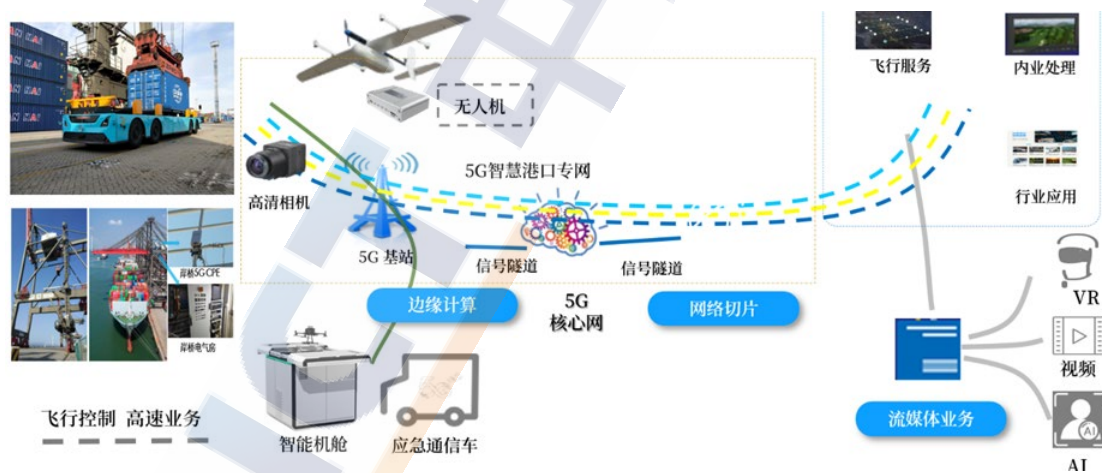 飞行服务
内业处理
无人机
5G智慧港口专网
高清相机
行业应用
5G 基站
信号隧道
信号隧道
岸桥5G CPE
岸桥电气房
边缘计算
5G
核心网
网络切片
VR
视频
流媒体业务
AI
AI
飞行控制 高速业务
智能机舱
应急通信车